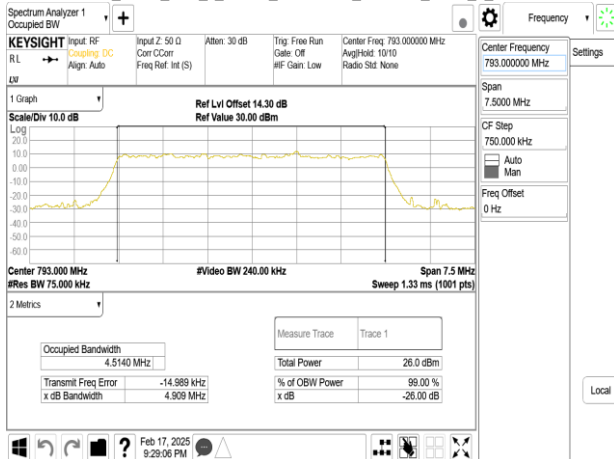 Spectrum Analyzer 1
Occupied BW
Frequency
KEYSIGHT
RL
LXI
Input: RF
Coupling: DC
Align: Auto
Input Z: 50 Ω
Corr CCorr
Freq Ref: Int (S)
Atten: 30 dB
Trig: Free Run
Gate: Off
#IF Gain: Low
Center Freq: 793.000000 MHz
Avg|Hold: 10/10
Radio Std: None
Center Frequency
793.000000 MHz
Settings
Span
7.5000 MHz
CF Step
750.000 kHz
Auto
Man
Freq Offset
0 Hz
Local
1 Graph
Scale/Div 10.0 dB
Ref Lvl Offset 14.30 dB
Ref Value 30.00 dBm
Log
20.0
10.0
0.00
-10.0
-20.0
-30.0
-40.0
-50.0
-60.0
Center 793.000 MHz
#Video BW 240.00 kHz
Span 7.5 MHz
#Res BW 75.000 kHz
Sweep 1.33 ms (1001 pts)
2 Metrics
Measure Trace
Trace 1
Occupied Bandwidth
4.5140 MHz
Total Power
26.0 dBm
Transmit Freq Error
-14.989 kHz
% of OBW Power
99.00 %
x dB Bandwidth
4.909 MHz
x dB
-26.00 dB
?
Feb 17, 2025
9:29:06 PM